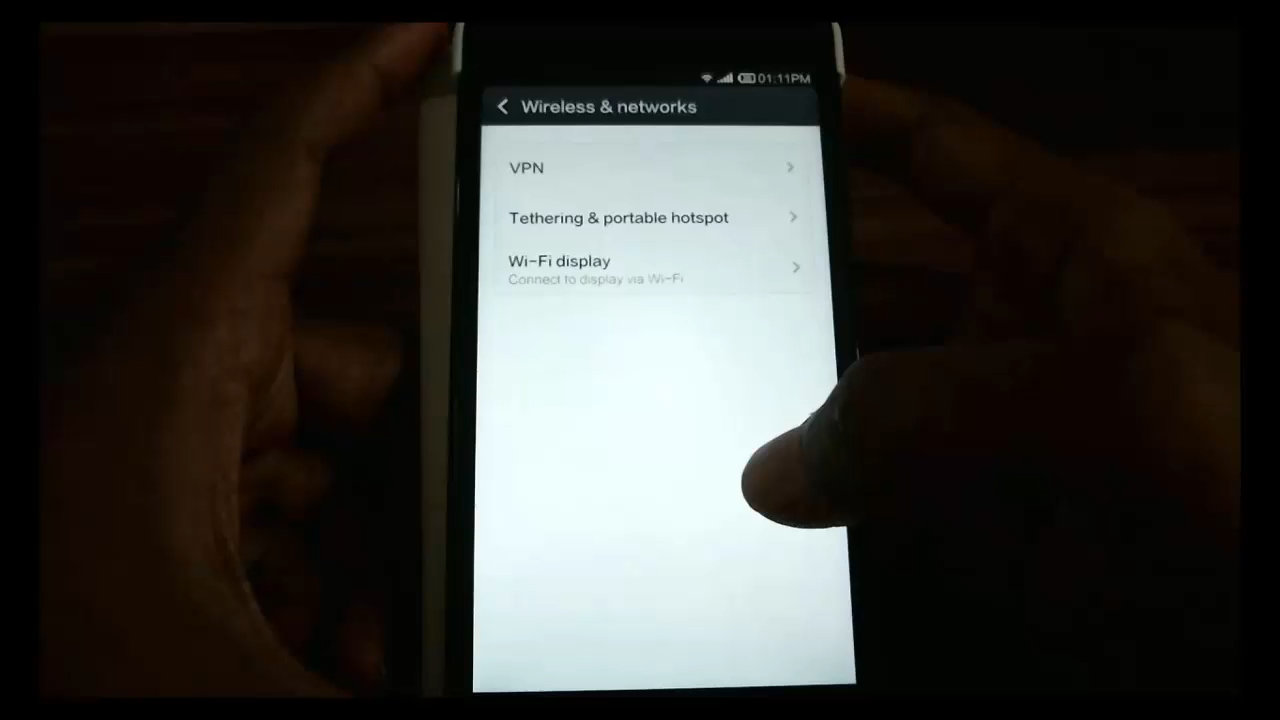 01:11PM
Wireless & networks
VPN
Tethering & portable hotspot
Wi-Fi display
Connect to display via Wi-Fi